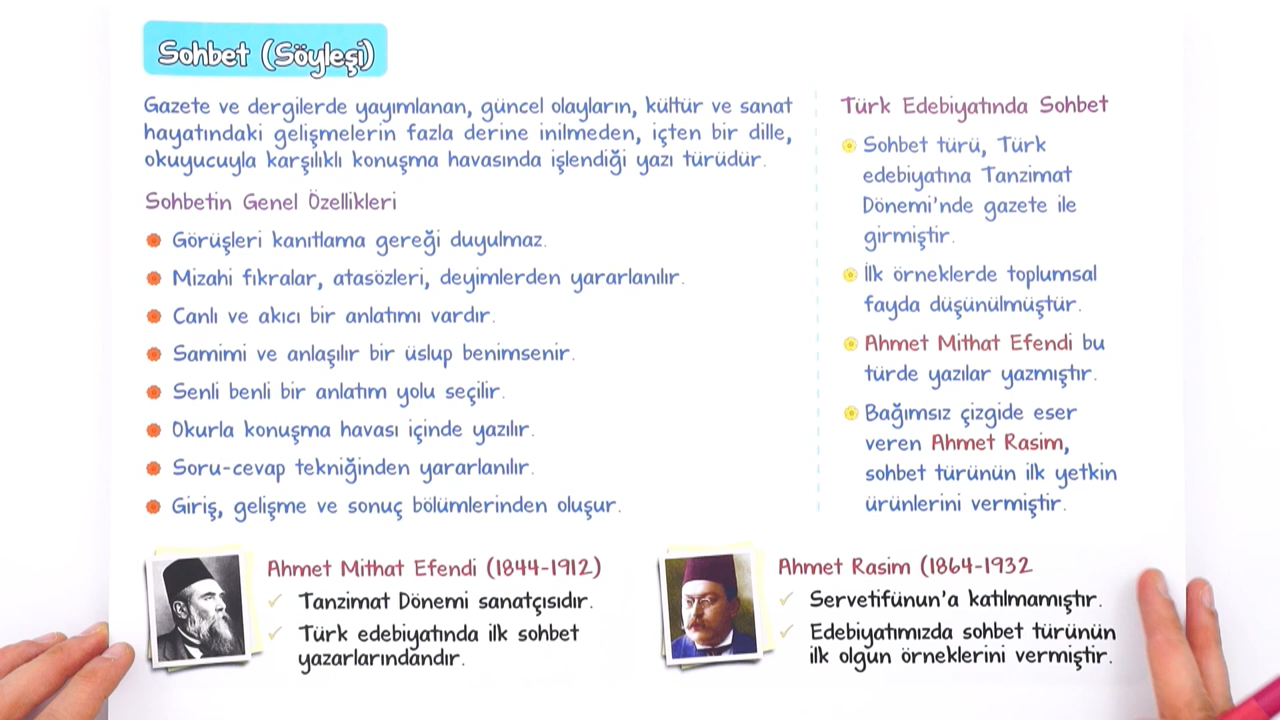 Sohbet (Söyleşi)
Gazete ve dergilerde yayımlanan, güncel olayların, kültür ve sanat
hayatındaki gelişmelerin fazla derine inilmeden, içten bir dille,
okuyucuyla karşılıklı konuşma havasında işlendiği yazı türüdür.
Sohbetin Genel Özellikleri
Görüşleri kanıtlama gereği duyulmaz.
Mizahi fıkralar, atasözleri, deyimlerden yararlanılır.
Canlı ve akıcı bir anlatımı vardır.
Samimi ve anlaşılır bir üslup benimsenir.
Senli benli bir anlatım yolu seçilir.
Okurla konuşma havası içinde yazılır.
Soru-cevap tekniğinden yararlanılır.
Giriş, gelişme ve sonuç bölümlerinden oluşur.
Türk Edebiyatında Sohbet
Sohbet türü, Türk
edebiyatına Tanzimat
Dönemi'nde gazete ile
girmiştir.
İlk örneklerde toplumsal
fayda düşünülmüştür.
Ahmet Mithat Efendi bu
türde yazılar yazmıştır.
Bağımsız çizgide eser
veren Ahmet Rasim,
sohbet türünün ilk yetkin
ürünlerini vermiştir.
Ahmet Mithat Efendi (1844-1912)
Tanzimat Dönemi sanatçısıdır.
Türk edebiyatında ilk sohbet
yazarlarındandır.
Ahmet Rasim (1864-1932
Servetifünun'a katılmamıştır.
Edebiyatımızda sohbet türünün
ilk olgun örneklerini vermiştir.